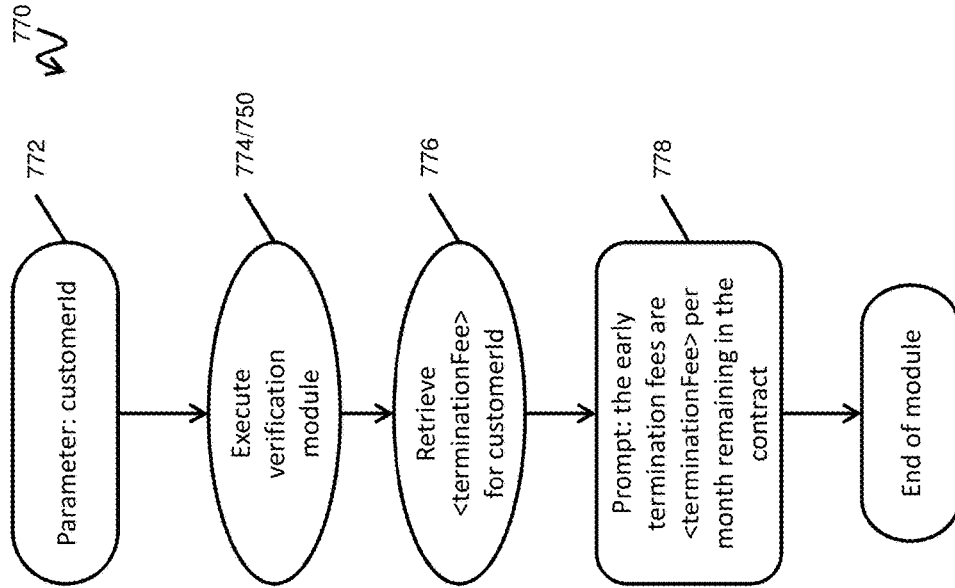 770
772
Parameter: customerId
774/750
Execute
verification
module
776
Retrieve
<terminationFee>
for customerId
778
Prompt: the early
termination fees are
<terminationFee> per
month remaining in the
contract
End of module